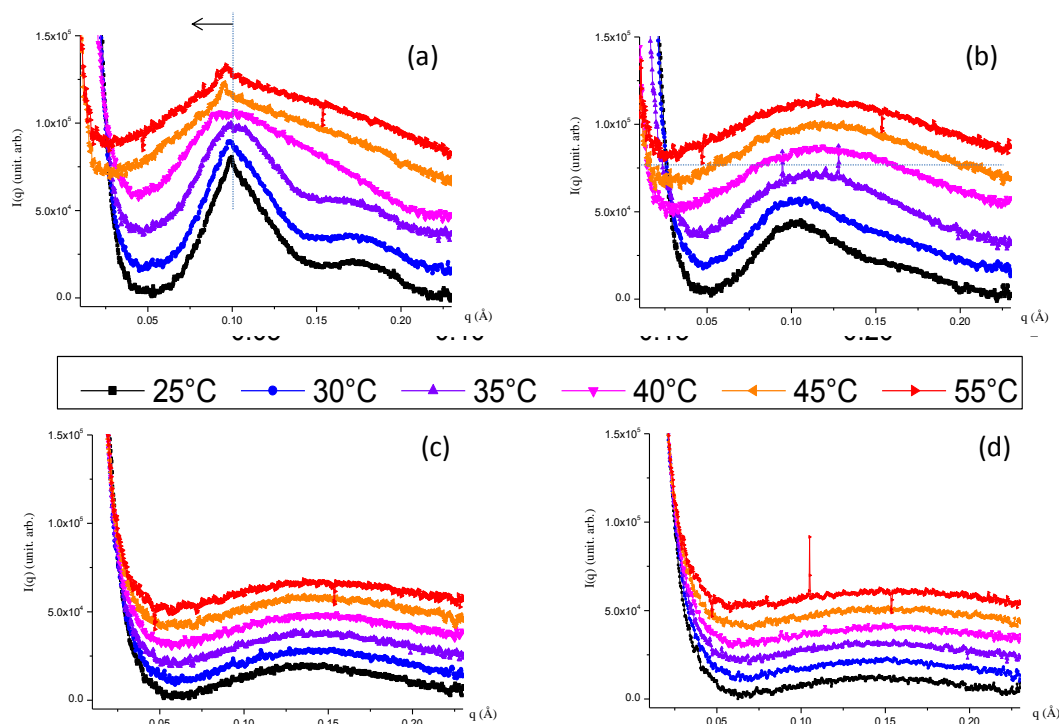 (a)
1.5x10⁵
1.0x10⁵
5.0x10⁴
0.0
I(q) (unit. arb.)
0.05
0.10
0.15
0.20
q (Å)
(b)
1.5x10⁵
1.0x10⁵
5.0x10⁴
0.0
I(q) (unit. arb.)
0.05
0.10
0.15
0.20
q (Å)
25°C 30°C 35°C 40°C 45°C 55°C
(c)
1.5x10⁵
1.0x10⁵
5.0x10⁴
0.0
I(q) (unit. arb.)
0.05
0.10
0.15
0.20
q (Å)
(d)
1.5x10⁵
1.0x10⁵
5.0x10⁴
0.0
I(q) (unit. arb.)
0.05
0.10
0.15
0.20
q (Å)